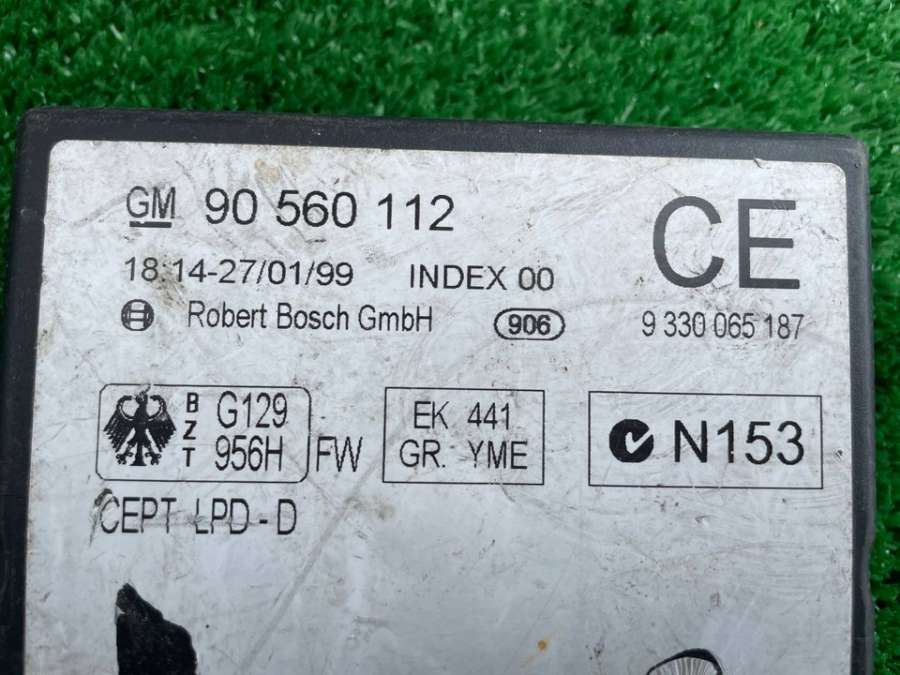 GM 90 560 112
CE
18:14-27/01/99 INDEX 00
Robert Bosch GmbH 906 9 330 065 187
BZT G129 956H FW
EK 441
GR. YME
N153
CEPT LPD - D